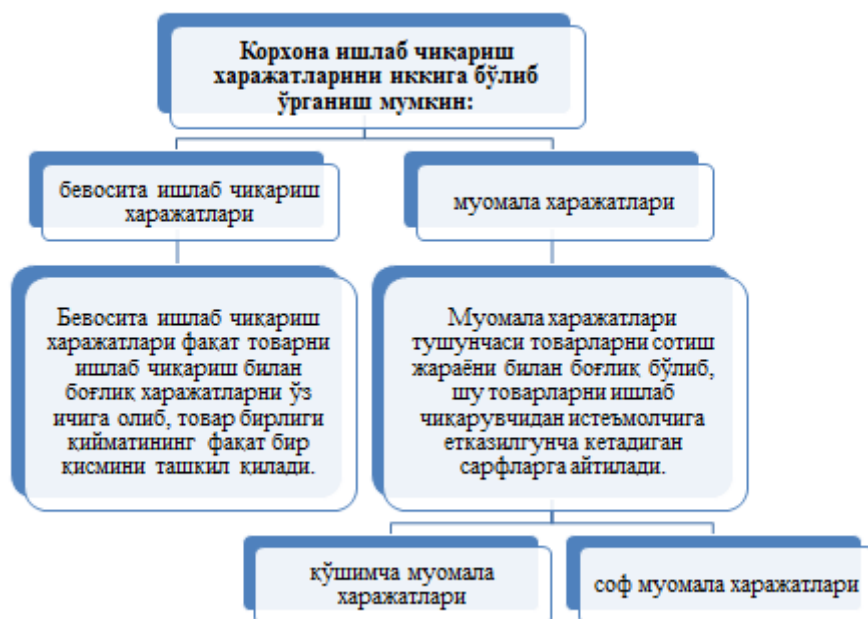 Корхона ишлаб чиқариш
харажатларини иккига бўлиб
ўрганиш мумкин:
бевосита ишлаб чиқариш
харажатлари
муомала харажатлари
Бевосита ишлаб чиқариш
харажатлари фақат товарни
ишлаб чиқариш билан
боғлиқ харажатларни ўз
ичига олиб, товар бирлиги
қийматининг фақат бир
қисмини ташкил қилади.
Муомала харажатлари
тушунчаси товарларни сотиш
жараёни билан боғлиқ бўлиб,
шу товарларни ишлаб
чиқарувчидан истеъмолчига
етказилгунча кетадиган
сарфларга айтилади.
қўшимча муомала
харажатлари
соф муомала харажатлари